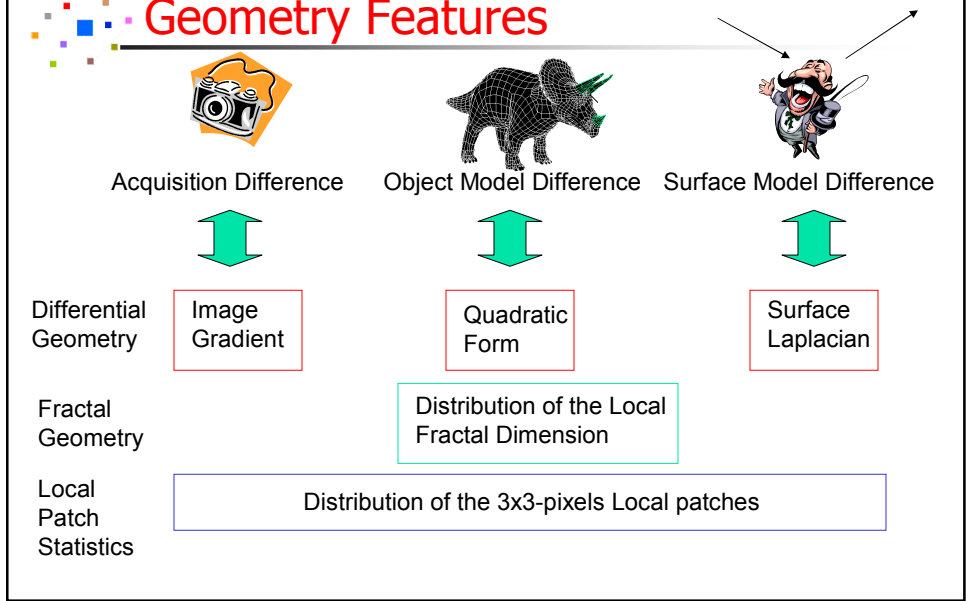 Geometry Features
Acquisition Difference
Object Model Difference
Surface Model Difference
Differential
Geometry
Image
Gradient
Quadratic
Form
Surface
Laplacian
Fractal
Geometry
Distribution of the Local
Fractal Dimension
Local
Patch
Statistics
Distribution of the 3x3-pixels Local patches